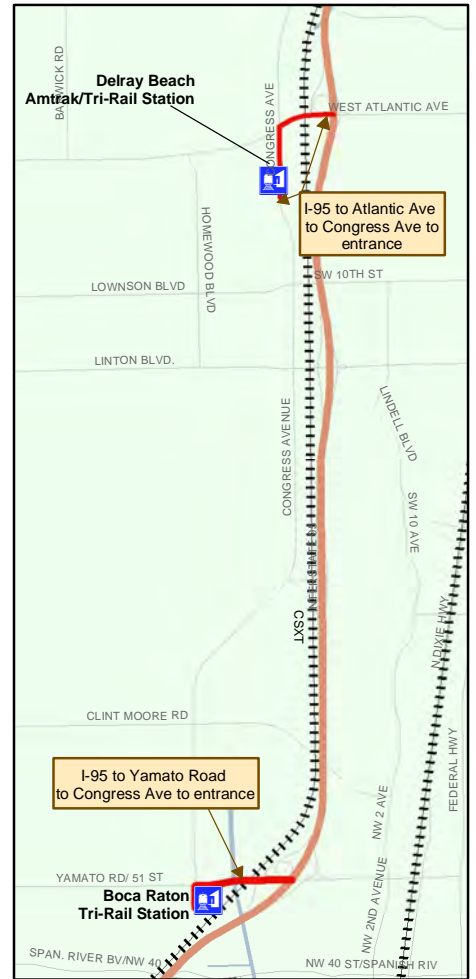 BARWICK RD
Delray Beach
Amtrak/Tri-Rail Station
CONGRESS AVE
WEST ATLANTIC AVE
I-95 to Atlantic Ave
to Congress Ave to
entrance
HOMEWOOD BLVD
SW 10TH ST
LOWNSON BLVD
LINTON BLVD.
LINDELL BLVD
CONGRESS AVENUE
SW 10 AVE
CSXT
N DIXIE HWY
CLINT MOORE RD
FEDERAL HWY
I-95 to Yamato Road
to Congress Ave to entrance
NW 2 AVE
YAMATO RD/ 51 ST
Boca Raton
Tri-Rail Station
NW 2ND AVENUE
SPAN. RIVER BV/NW 40
NW 40 ST/SPANISH RIV